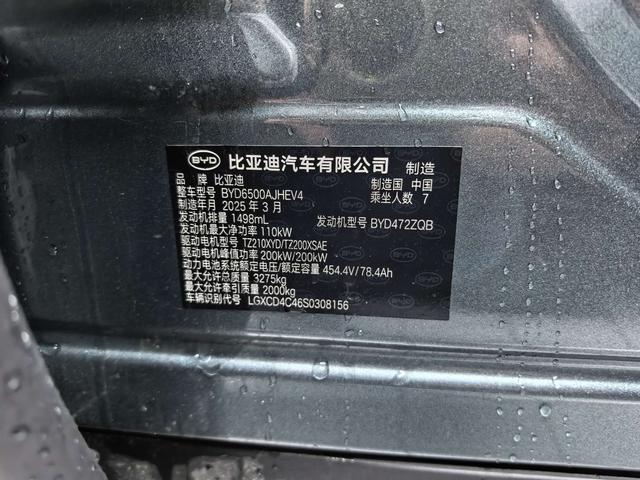 BYD 比亚迪汽车有限公司 制造
品 牌 比亚迪 制造国 中国
整车型号 BYD6500AJHEV4 乘坐人数 7
制造年月 2025 年 3 月
发动机排量 1498mL 发动机型号 BYD472ZQB
发动机最大净功率 110kW
驱动电机型号 TZ210XYD/TZ200XSAE
驱动电机峰值功率 200kW/200kW
动力电池系统额定电压/额定容量 454.4V/78.4Ah
最大允许总质量 3275kg
最大允许牵引质量 2000kg
车辆识别代号 LGXCD4C46S0308156